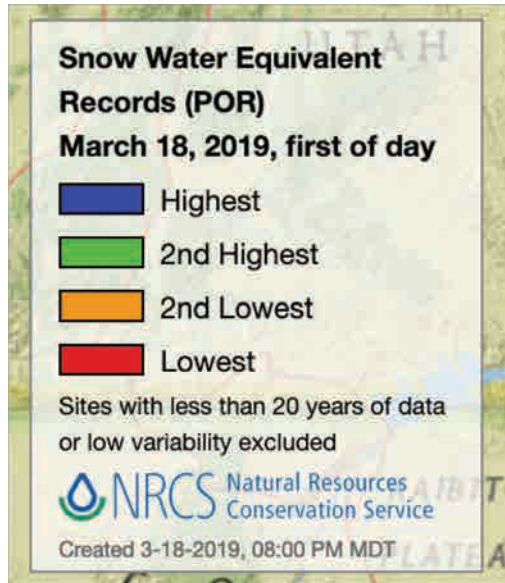 UTAH
Snow Water Equivalent
Records (POR)
March 18, 2019, first of day
Highest
2nd Highest
2nd Lowest
Lowest
Sites with less than 20 years of data
or low variability excluded
NRCS Natural Resources
Conservation Service
Created 3-18-2019, 08:00 PM MDT